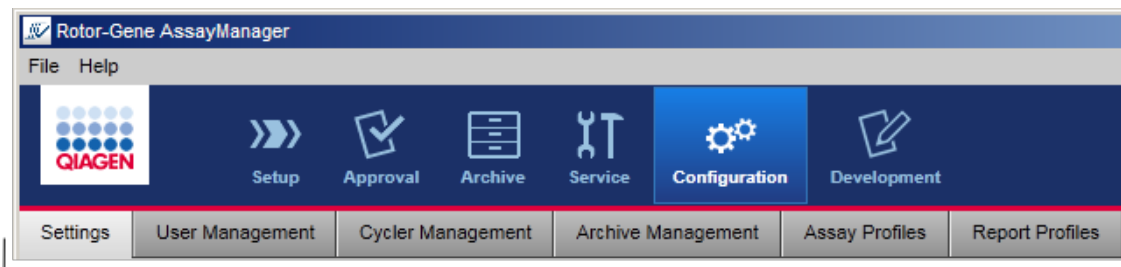 Rotor-Gene AssayManager
File Help
QIAGEN
Setup Approval Archive Service Configuration Development
Settings User Management Cycler Management Archive Management Assay Profiles Report Profiles